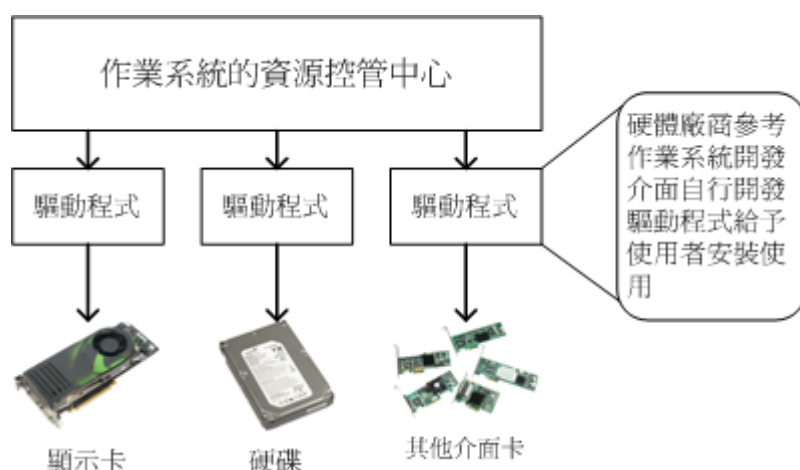 作業系統的資源控管中心
驅動程式
驅動程式
驅動程式
硬體廠商參考
作業系統開發
介面自行開發
驅動程式給予
使用者安裝使
用
顯示卡
硬碟
其他介面卡